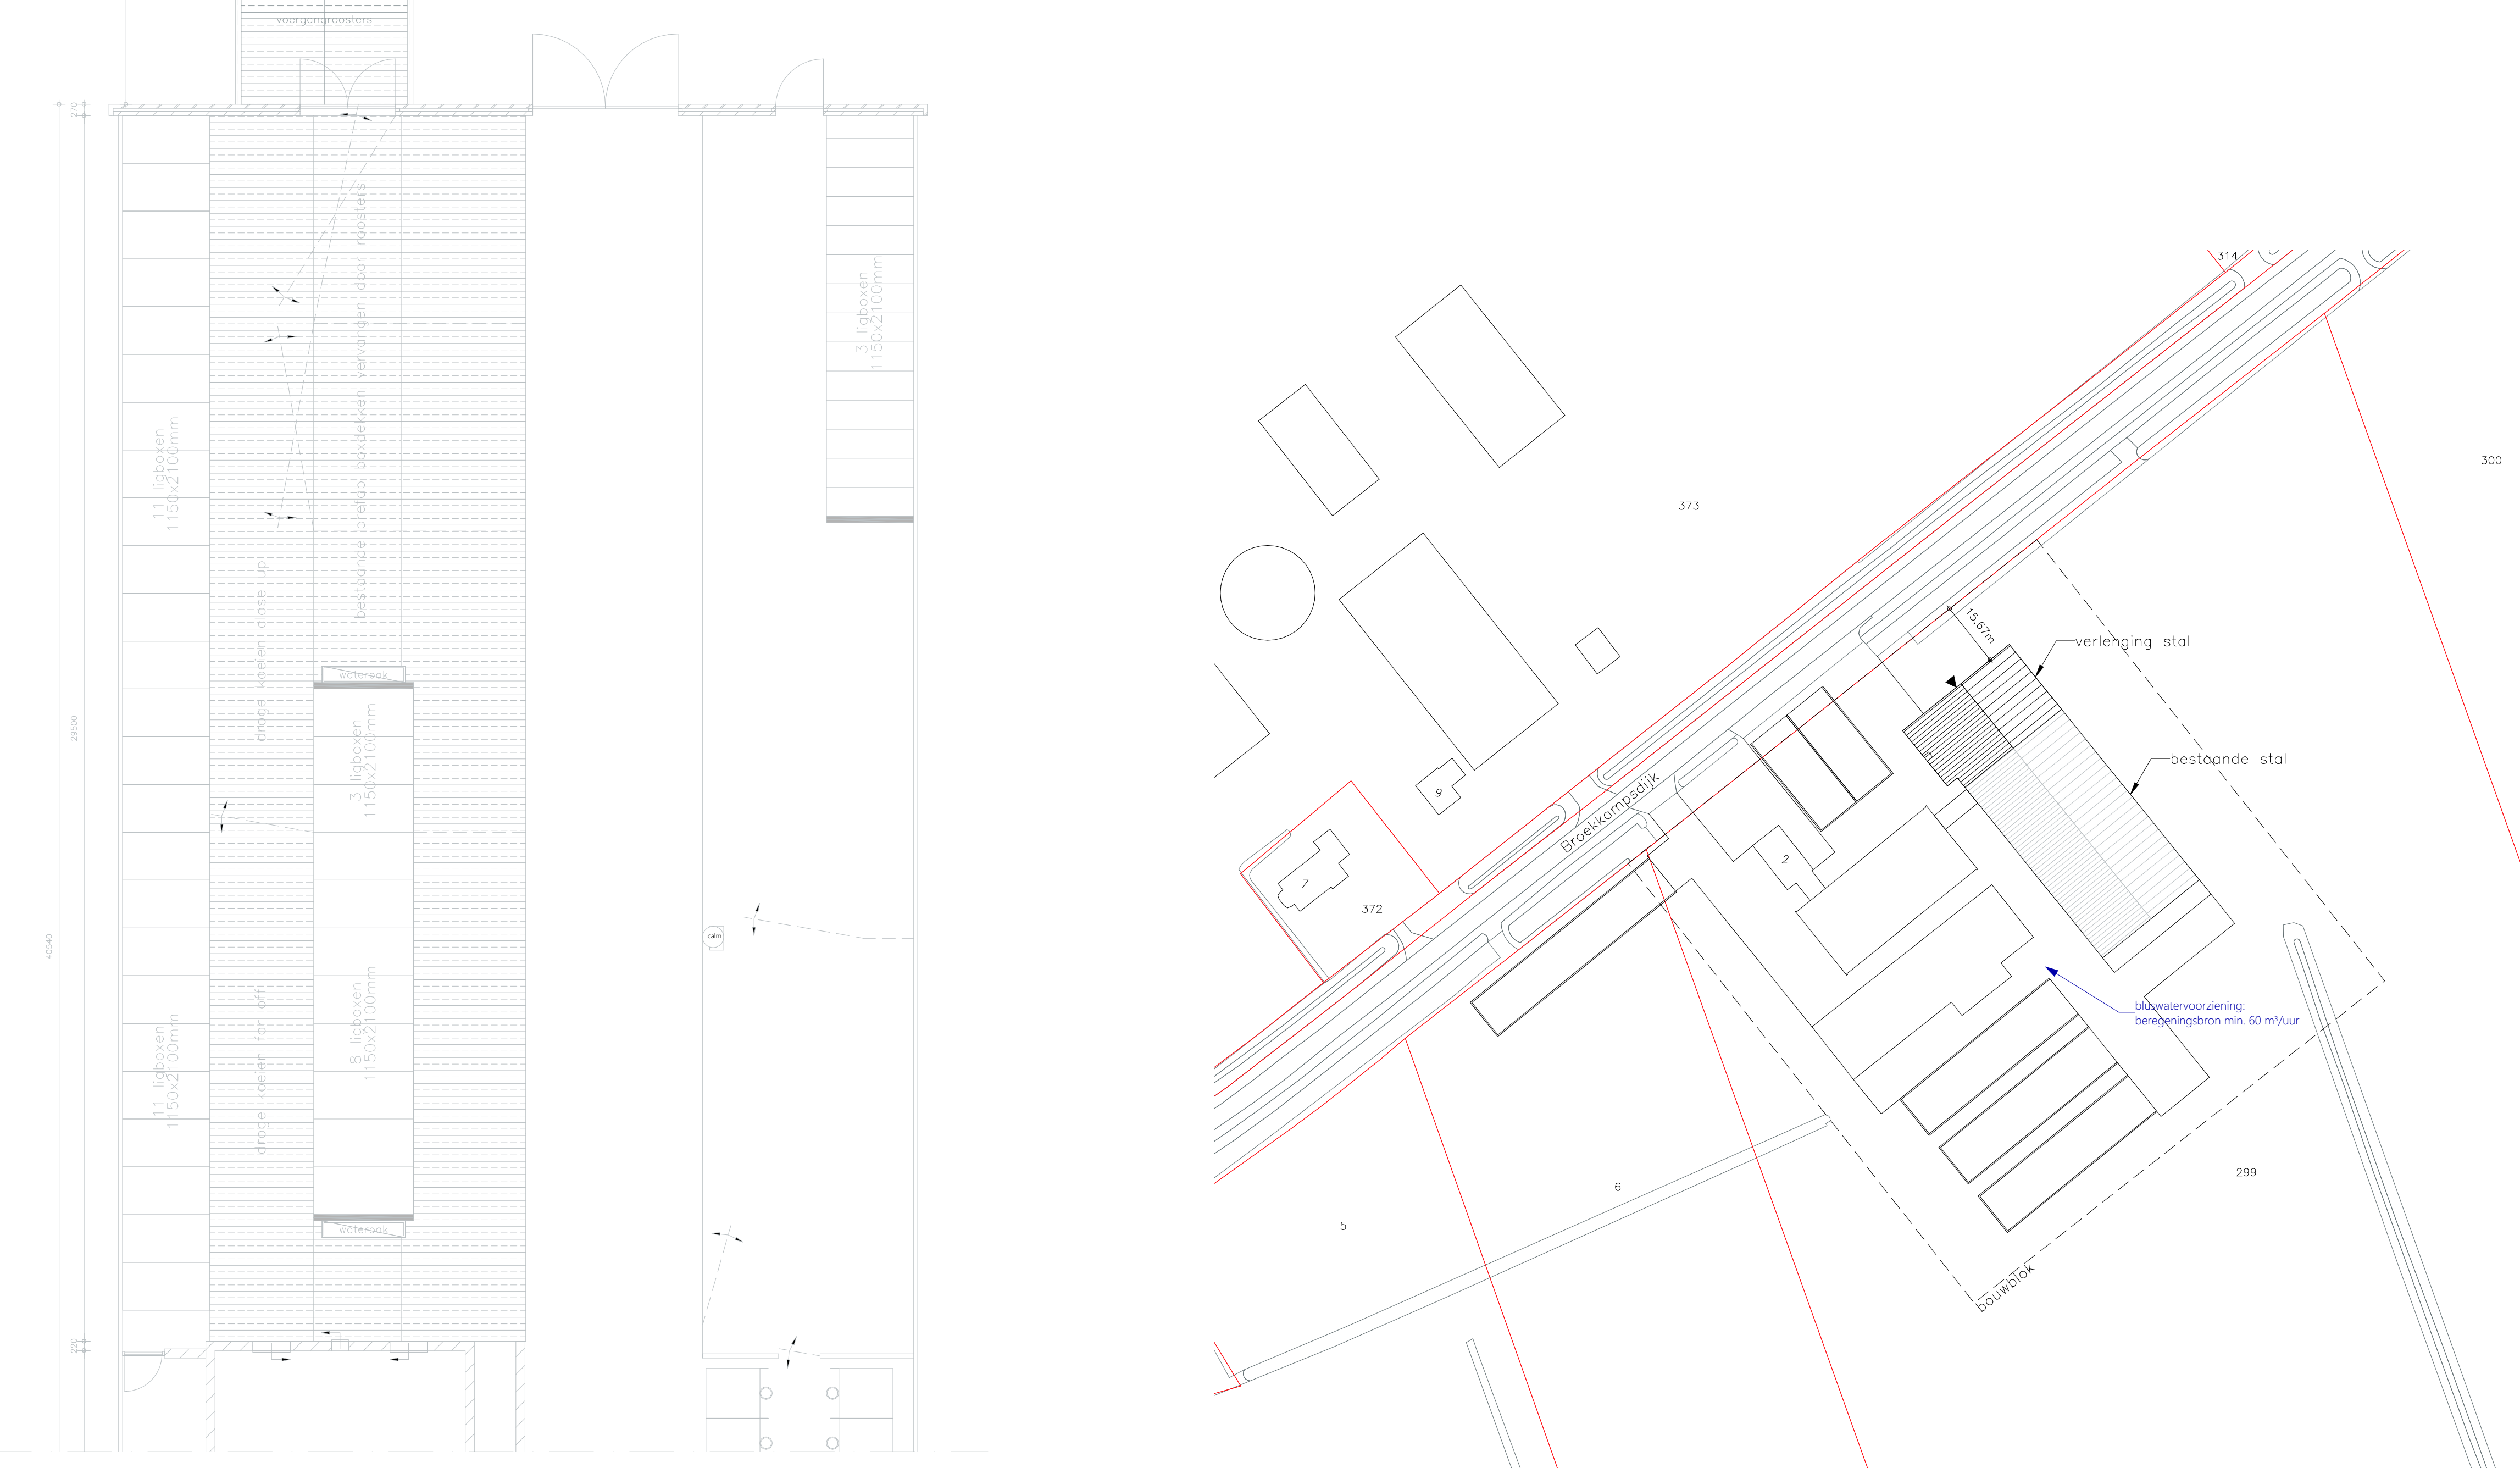 voergangroosters
270
bestaande prefab boxdekken vervangen door roosters
3 ligboxen
1150x2100mm
11 ligboxen
1150x2100mm
droge koeien close up
waterbak
29500
3 ligboxen
1150x2100mm
40540
calm
droge koeien far off
8 ligboxen
1150x2100mm
11 ligboxen
1150x2100mm
waterbak
220
314
300
373
15,67m
verlenging stal
bestaande stal
Broekkampsdijk
9
2
7
372
bluswatervoorziening:
beregeningsbron min. 60 m³/uur
299
6
5
bouwblok